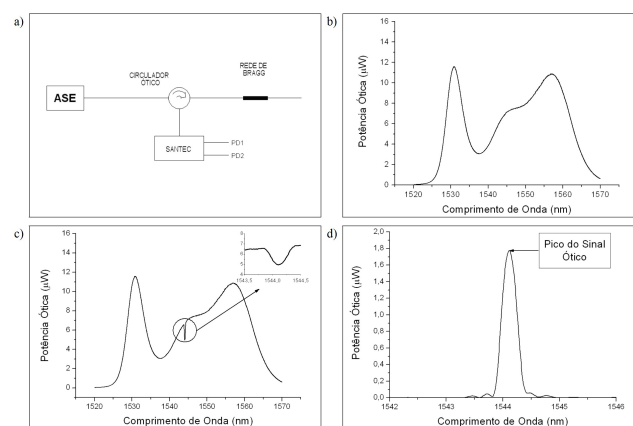 a)
CIRCULADOR
ÓTICO
REDE DE
BRAGG
ASE
SANTEC
PD1
PD2
b)
Potência Ótica (μW)
16
14
12
10
8
6
4
2
0
1520 1530 1540 1550 1560 1570
Comprimento de Onda (nm)
c)
Potência Ótica (μW)
16
14
12
10
8
6
4
2
0
1520 1530 1540 1550 1560 1570
Comprimento de Onda (nm)
8
7
6
5
4
1543,5 1544,0 1544,5
d)
Potência Ótica (μW)
2,0
1,8
1,6
1,4
1,2
1,0
0,8
0,6
0,4
0,2
0,0
1542 1543 1544 1545 1546
Comprimento de Onda (nm)
Pico do Sinal
Ótico